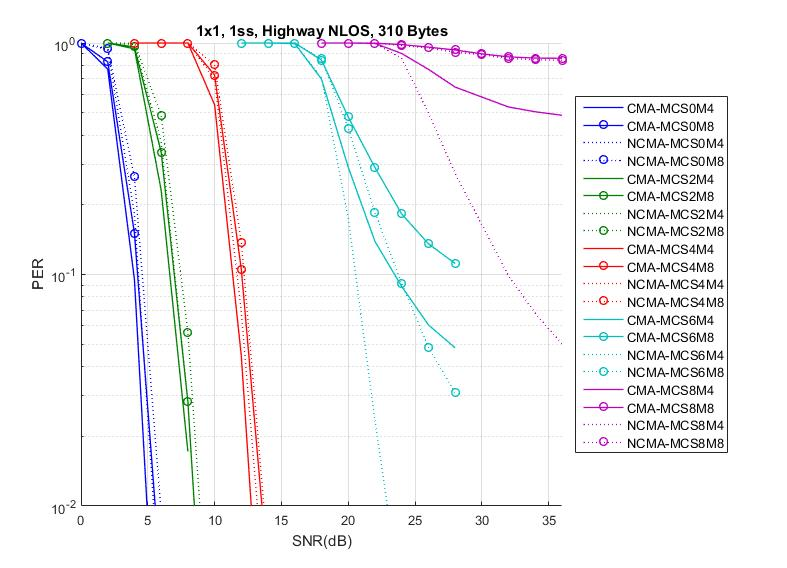 1x1, 1ss, Highway NLOS, 310 Bytes
10^0
10^-1
10^-2
PER
0 5 10 15 20 25 30 35
SNR(dB)
CMA-MCS0M4
CMA-MCS0M8
NCMA-MCS0M4
NCMA-MCS0M8
CMA-MCS2M4
CMA-MCS2M8
NCMA-MCS2M4
NCMA-MCS2M8
CMA-MCS4M4
CMA-MCS4M8
NCMA-MCS4M4
NCMA-MCS4M8
CMA-MCS6M4
CMA-MCS6M8
NCMA-MCS6M4
NCMA-MCS6M8
CMA-MCS8M4
CMA-MCS8M8
NCMA-MCS8M4
NCMA-MCS8M8